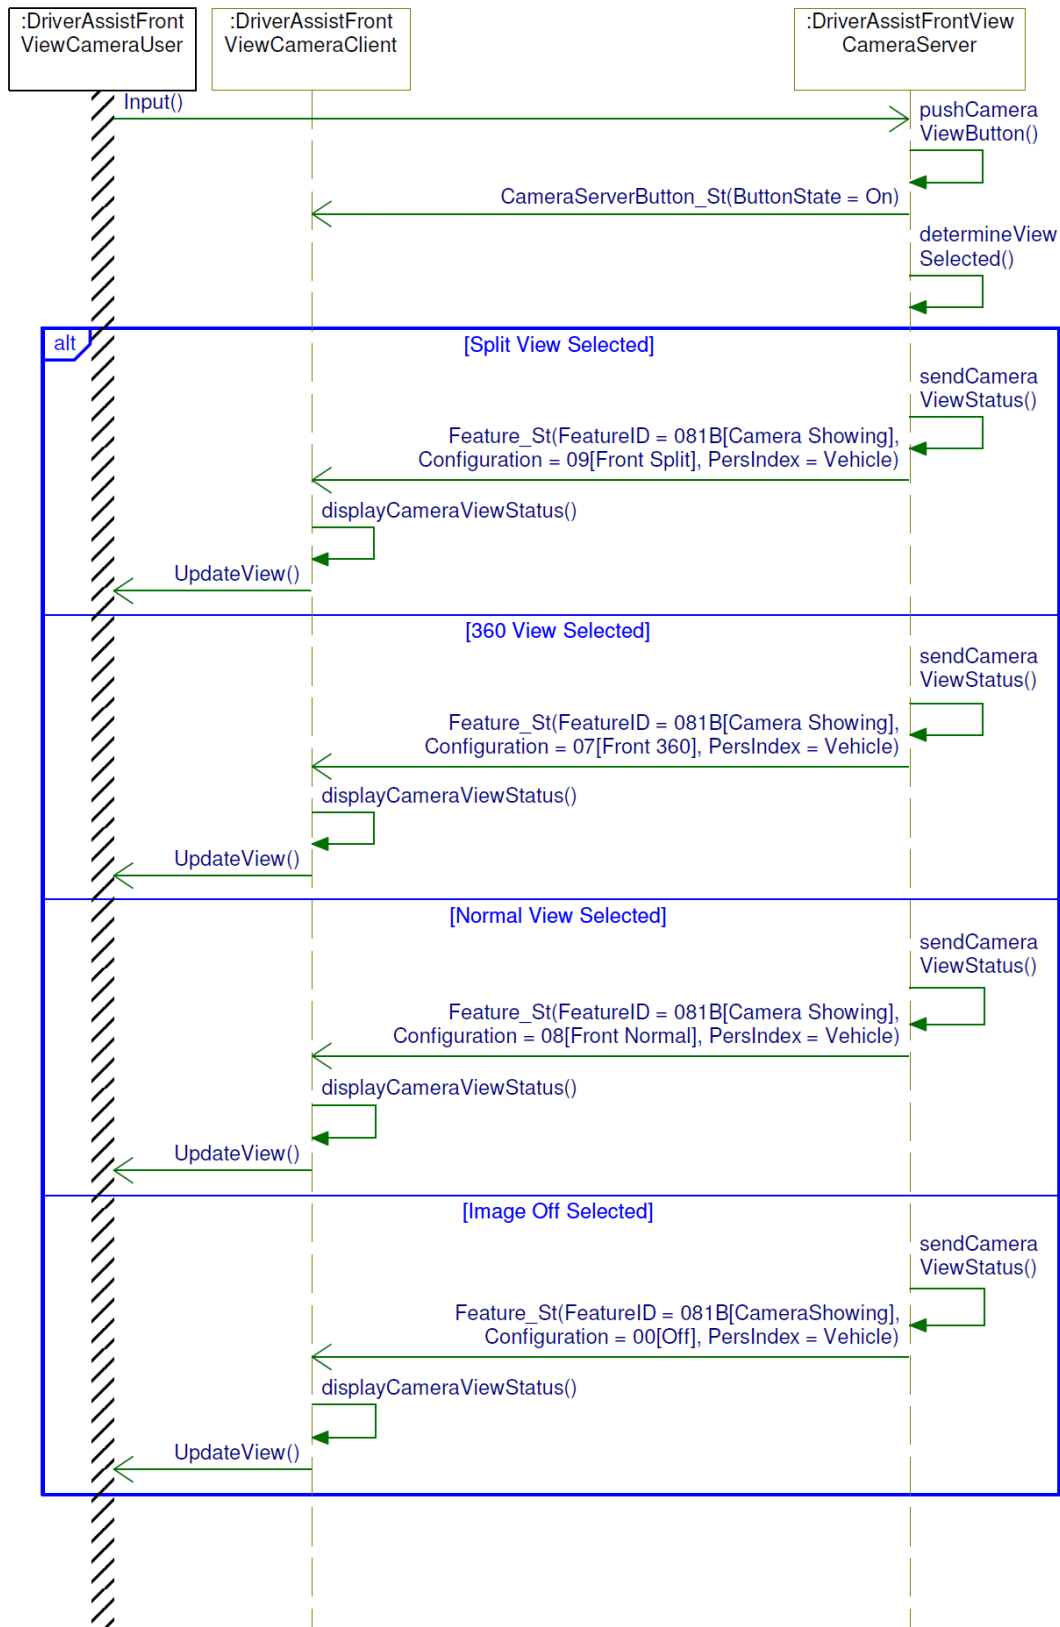 :DriverAssistFront
ViewCameraUser
:DriverAssistFront
ViewCameraClient
:DriverAssistFrontView
CameraServer
Input()
pushCamera
ViewButton()
CameraServerButton_St(ButtonState = On)
determineView
Selected()
alt
[Split View Selected]
sendCamera
ViewStatus()
Feature_St(FeatureID = 081B[Camera Showing],
Configuration = 09[Front Split], PersIndex = Vehicle)
displayCameraViewStatus()
UpdateView()
[360 View Selected]
sendCamera
ViewStatus()
Feature_St(FeatureID = 081B[Camera Showing],
Configuration = 07[Front 360], PersIndex = Vehicle)
displayCameraViewStatus()
UpdateView()
[Normal View Selected]
sendCamera
ViewStatus()
Feature_St(FeatureID = 081B[Camera Showing],
Configuration = 08[Front Normal], PersIndex = Vehicle)
displayCameraViewStatus()
UpdateView()
[Image Off Selected]
sendCamera
ViewStatus()
Feature_St(FeatureID = 081B[CameraShowing],
Configuration = 00[Off], PersIndex = Vehicle)
displayCameraViewStatus()
UpdateView()